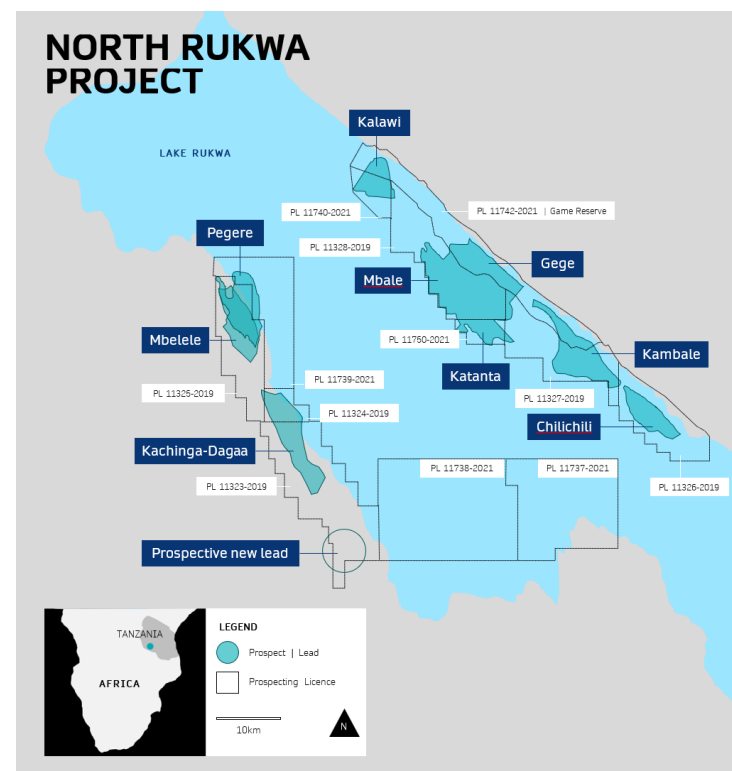 NORTH RUKWA
PROJECT
Kalawi
LAKE RUKWA
PL 11740-2021
PL 11742-2021 | Game Reserve
Pegere
PL 11328-2019
Gege
Mbale
Mbelele
PL 11750-2021
Kambale
Katanta
PL 11739-2021
PL 11325-2019
PL 11327-2019
PL 11324-2019
Chilichili
Kachinga-Dagaa
PL 11738-2021
PL 11737-2021
PL 11323-2019
PL 11326-2019
Prospective new lead
TANZANIA
AFRICA
LEGEND
Prospect | Lead
Prospecting Licence
10km
N